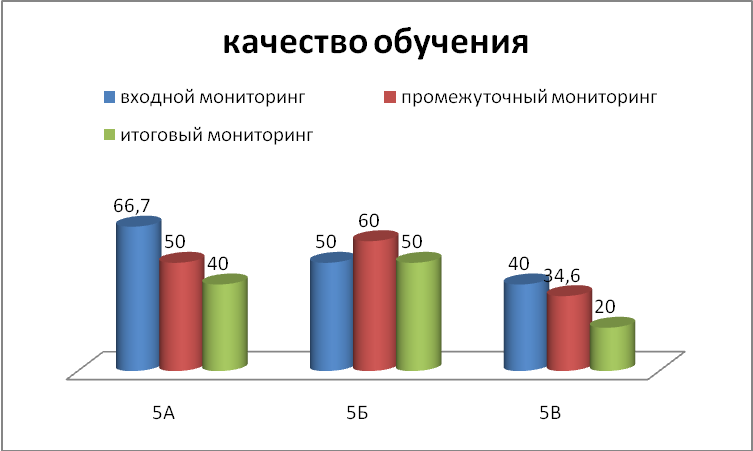 качество обучения
входной мониторинг
промежуточный мониторинг
итоговый мониторинг
66,7
50
40
50
60
50
40
34,6
20
5А
5Б
5В